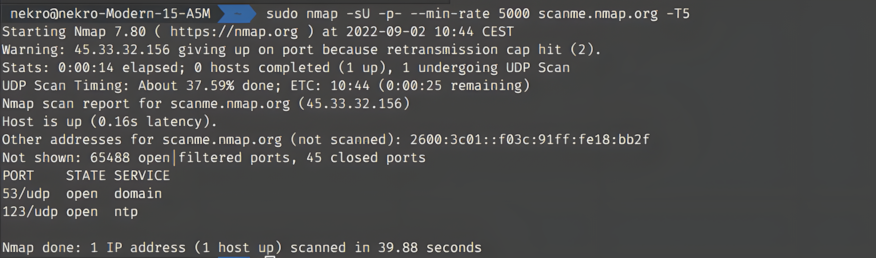 nekro@nekro-Modern-15-A5M ~ sudo nmap -sU -p- --min-rate 5000 scanme.nmap.org -T5
Starting Nmap 7.80 ( https://nmap.org ) at 2022-09-02 10:44 CEST
Warning: 45.33.32.156 giving up on port because retransmission cap hit (2).
Stats: 0:00:14 elapsed; 0 hosts completed (1 up), 1 undergoing UDP Scan
UDP Scan Timing: About 37.59% done; ETC: 10:44 (0:00:25 remaining)
Nmap scan report for scanme.nmap.org (45.33.32.156)
Host is up (0.16s latency).
Other addresses for scanme.nmap.org (not scanned): 2600:3c01::f03c:91ff:fe18:bb2f
Not shown: 65488 open|filtered ports, 45 closed ports
PORT    STATE SERVICE
53/udp  open  domain
123/udp open  ntp

Nmap done: 1 IP address (1 host up) scanned in 39.88 seconds